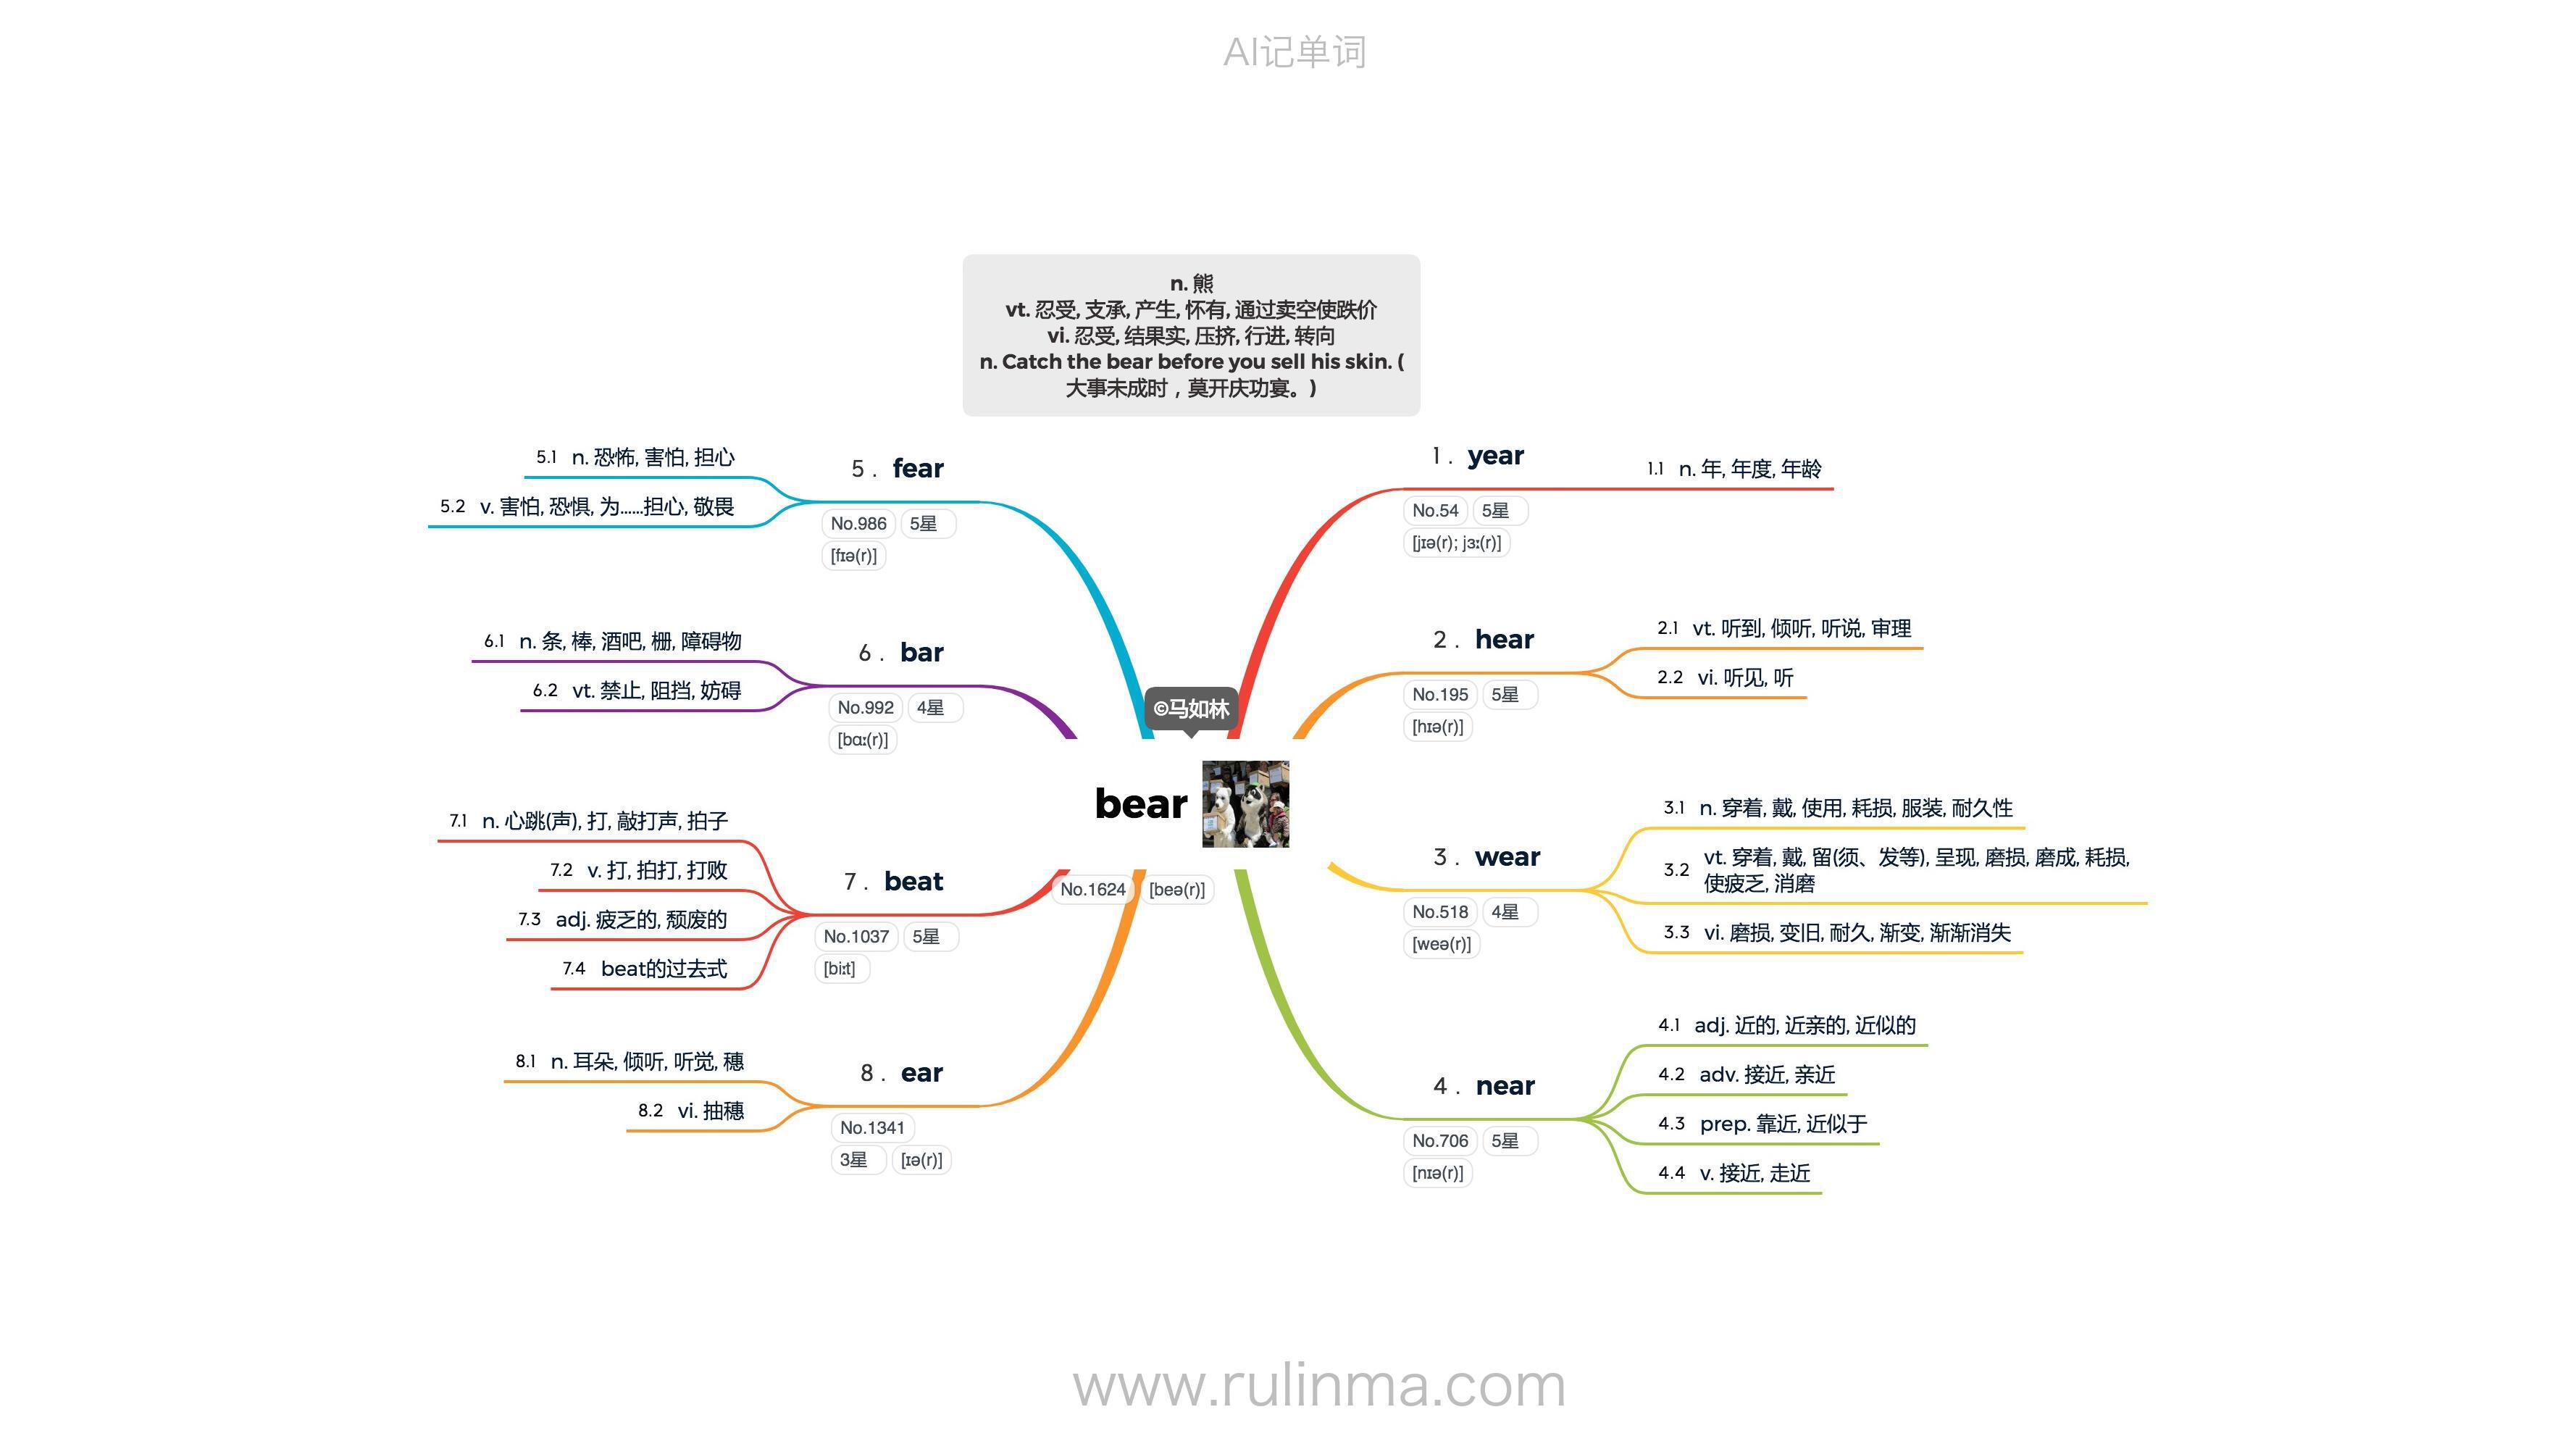 AI记单词
n. 熊
vt. 忍受, 支承, 产生, 怀有, 通过卖空使跌价
vi. 忍受, 结果实, 压挤, 行进, 转向
n. Catch the bear before you sell his skin. (
大事未成时，莫开庆功宴。)
©马如林
bear
No.1624 [beə(r)]
1. year
No.54 5星
[jɪə(r); jɜː(r)]
1.1 n. 年, 年度, 年龄
2. hear
No.195 5星
[hɪə(r)]
2.1 vt. 听到, 倾听, 听说, 审理
2.2 vi. 听见, 听
3. wear
No.518 4星
[weə(r)]
3.1 n. 穿着, 戴, 使用, 耗损, 服装, 耐久性
3.2 vt. 穿着, 戴, 留(须、发等), 呈现, 磨损, 磨成, 耗损,
使疲乏, 消磨
3.3 vi. 磨损, 变旧, 耐久, 渐变, 渐渐消失
4. near
No.706 5星
[nɪə(r)]
4.1 adj. 近的, 近亲的, 近似的
4.2 adv. 接近, 亲近
4.3 prep. 靠近, 近似于
4.4 v. 接近, 走近
5. fear
No.986 5星
[fɪə(r)]
5.1 n. 恐怖, 害怕, 担心
5.2 v. 害怕, 恐惧, 为......担心, 敬畏
6. bar
No.992 4星
[bɑː(r)]
6.1 n. 条, 棒, 酒吧, 栅, 障碍物
6.2 vt. 禁止, 阻挡, 妨碍
7. beat
No.1037 5星
[biːt]
7.1 n. 心跳(声), 打, 敲打声, 拍子
7.2 v. 打, 拍打, 打败
7.3 adj. 疲乏的, 颓废的
7.4 beat的过去式
8. ear
No.1341
3星 [ɪə(r)]
8.1 n. 耳朵, 倾听, 听觉, 穗
8.2 vi. 抽穗
www.rulinma.com